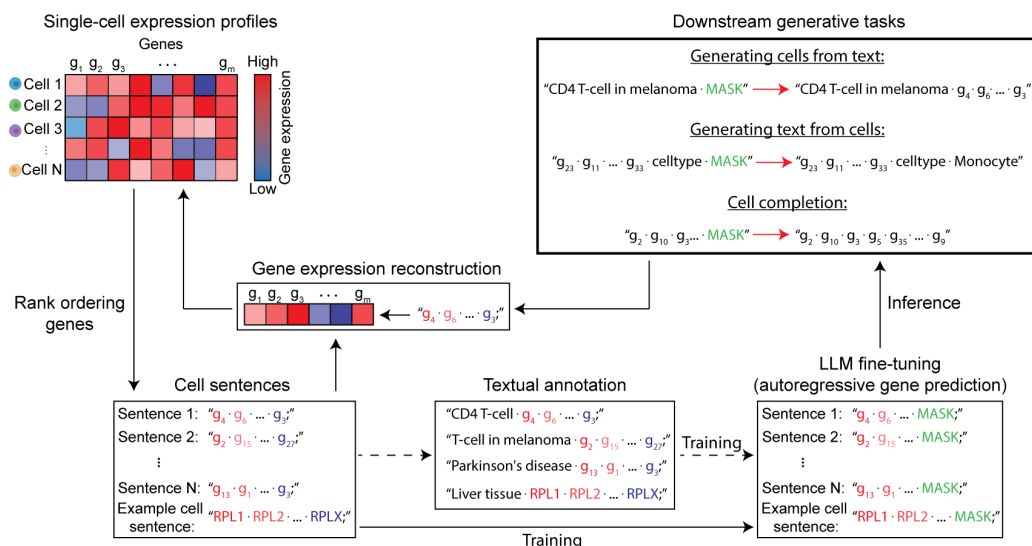 Single-cell expression profiles
Genes
g1 g2 g3 · · · gm
Cell 1
Cell 2
Cell 3
⋮
Cell N
High
Gene expression
Low
Downstream generative tasks
Generating cells from text:
“CD4 T-cell in melanoma · MASK” “CD4 T-cell in melanoma · g4 · g6 · ... · g3”
Generating text from cells:
“g23 · g11 · ... · g33 celltype · MASK” “g23 · g11 · ... · g33 celltype · Monocyte”
Cell completion:
“g2 · g10 · g3... · MASK” “g2 · g10 · g3 · g5 · g35 · ... · g9”
Gene expression reconstruction
g1 g2 g3 · · · gm
“g4 · g6 · ... · g3;”
Rank ordering
genes
Inference
Cell sentences
Sentence 1: “g4 · g6 · ... · g3;”
Sentence 2: “g2 · g15 · ... · g27;”
⋮
Sentence N: “g13 · g1 · ... · g3;”
Example cell
sentence: “RPL1 · RPL2 · ... · RPLX;”
Textual annotation
“CD4 T-cell · g4 · g6 · ... · g3;”
“T-cell in melanoma · g2 · g15 · ... · g27;”
“Parkinson's disease · g13 · g1 · ... · g3;”
“Liver tissue · RPL1 · RPL2 · ... · RPLX;”
Training
Training
LLM fine-tuning
(autoregressive gene prediction)
Sentence 1: “g4 · g6 · ... · MASK;”
Sentence 2: “g2 · g15 · ... · MASK;”
⋮
Sentence N: “g13 · g1 · ... · MASK;”
Example cell
sentence: “RPL1 · RPL2 · ... · MASK;”